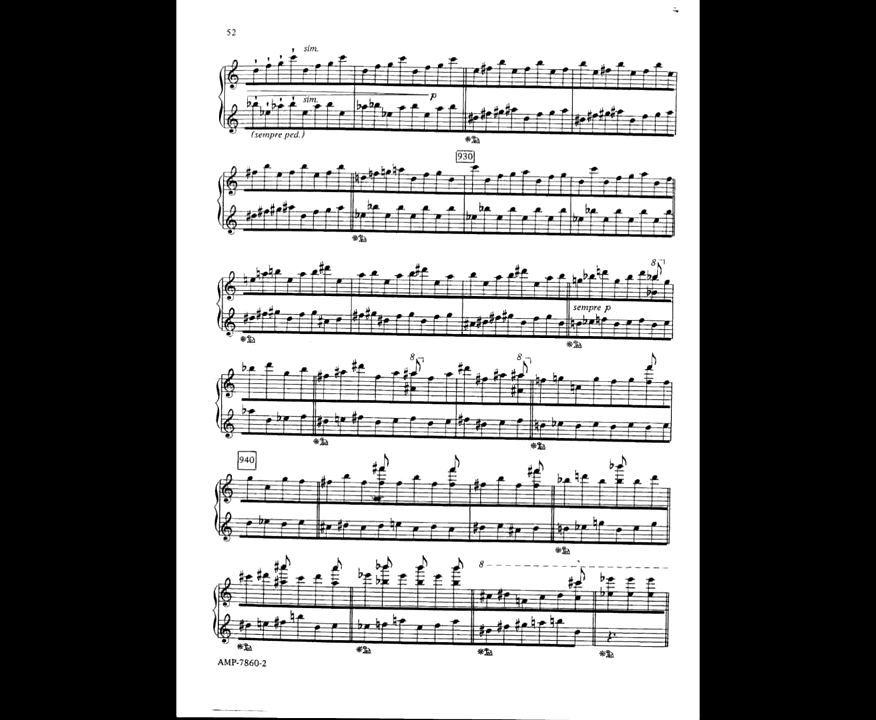 52
sim.
sim.
p
(sempre ped.)
930
8
sempre p
8
8
940
8
AMP-7860-2